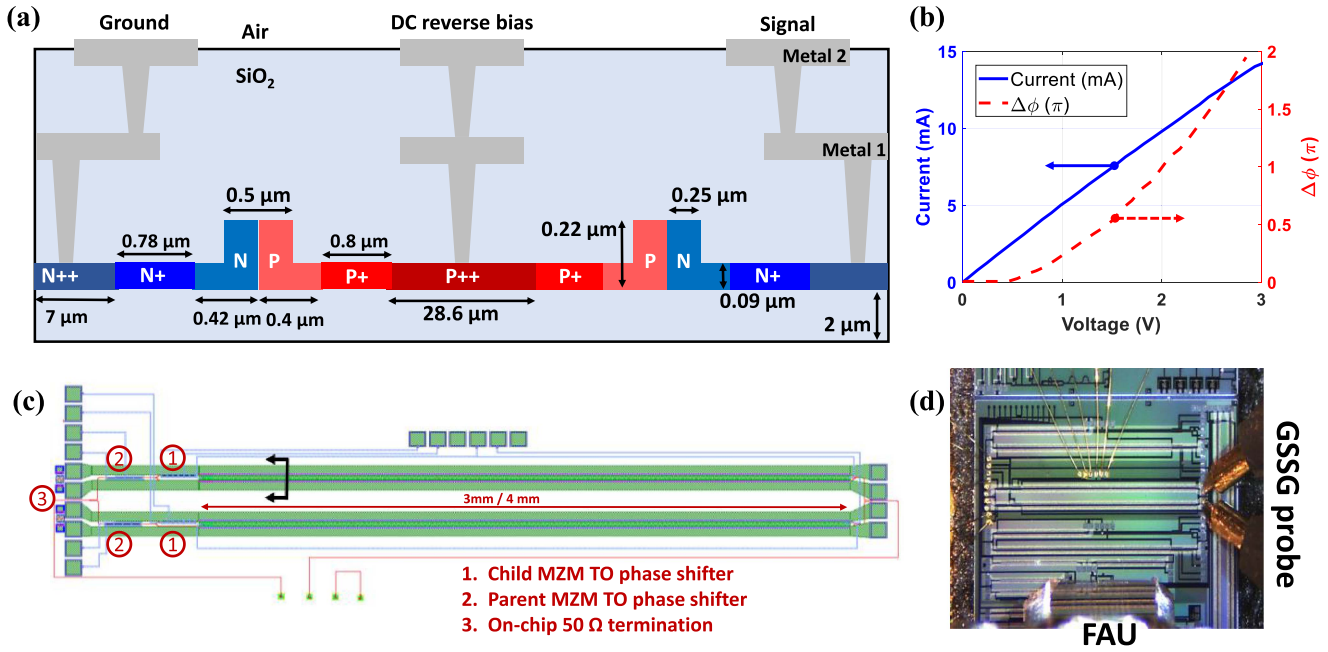 (a)
Ground
Air
DC reverse bias
Signal
SiO₂
Metal 2
Metal 1
0.5 μm
0.25 μm
0.78 μm
0.8 μm
0.22 μm
N++
N+
N
P
P+
P++
P+
P
N
N+
7 μm
0.42 μm
0.4 μm
28.6 μm
0.09 μm
2 μm
(b)
Current (mA)
Δϕ (π)
15
10
5
0
2
1.5
1
0.5
0
0
1
2
3
Current (mA)
Voltage (V)
Δϕ (π)
(c)
2
1
3
3mm / 4 mm
2
1
1. Child MZM TO phase shifter
2. Parent MZM TO phase shifter
3. On-chip 50 Ω termination
(d)
GSSG probe
FAU